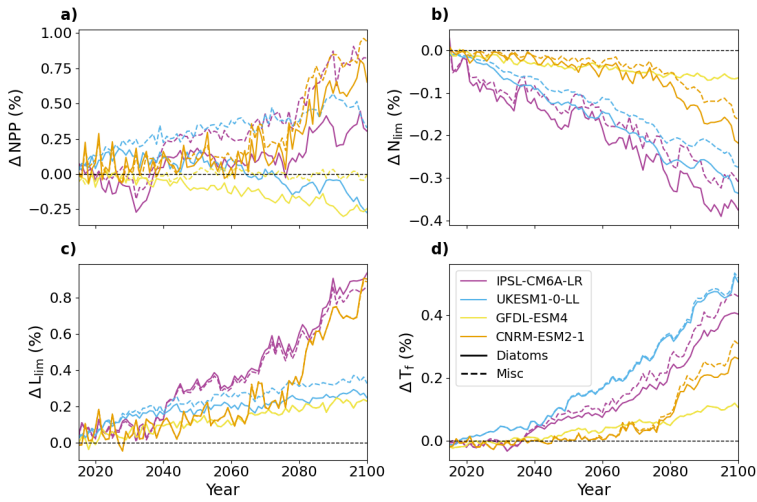 a)
b)
1.00
0.75
0.50
0.25
0.00
−0.25
Δ NPP (%)
0.0
−0.1
−0.2
−0.3
−0.4
Δ Nlim (%)
c)
d)
0.8
0.6
0.4
0.2
0.0
Δ Llim (%)
2020
2040
2060
2080
2100
Year
0.4
0.2
0.0
Δ Tf (%)
IPSL-CM6A-LR
UKESM1-0-LL
GFDL-ESM4
CNRM-ESM2-1
Diatoms
Misc
2020
2040
2060
2080
2100
Year